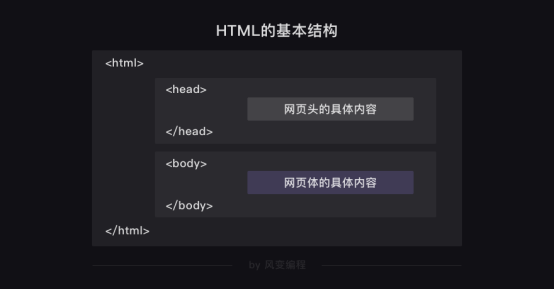 HTML的基本结构
<html>
<head>
网页头的具体内容
</head>
<body>
网页体的具体内容
</body>
</html>
by 风变编程